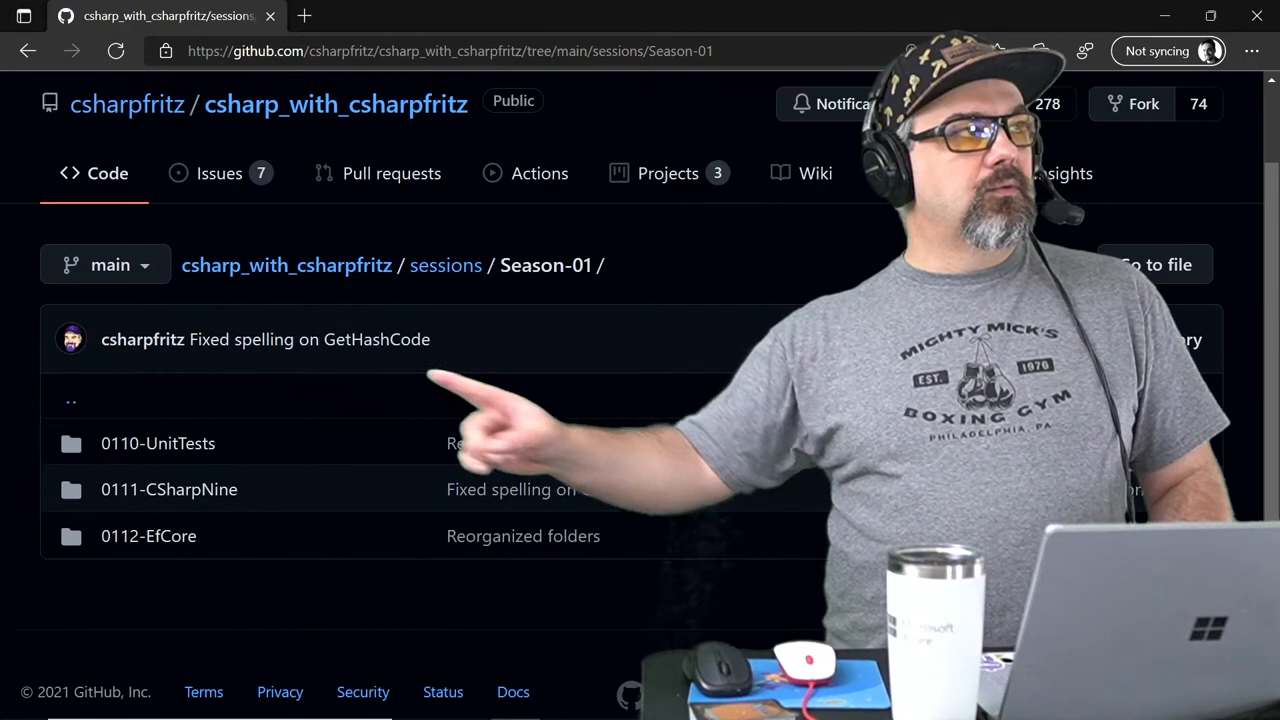 csharp_with_csharpfritz/sessions
https://github.com/csharpfritz/csharp_with_csharpfritz/tree/main/sessions/Season-01
Not syncing
csharpfritz / csharp_with_csharpfritz
Public
278
Fork
74
Code
Issues
7
Pull requests
Actions
Projects
3
Wiki
main
csharp_with_csharpfritz / sessions / Season-01 /
to file
csharpfritz Fixed spelling on GetHashCode
..
0110-UnitTests
0111-CSharpNine
Fixed spelling on
0112-EfCore
Reorganized folders
MIGHTY MICK'S
EST.
1976
BOXING GYM
PHILADELPHIA, PA
© 2021 GitHub, Inc.
Terms
Privacy
Security
Status
Docs